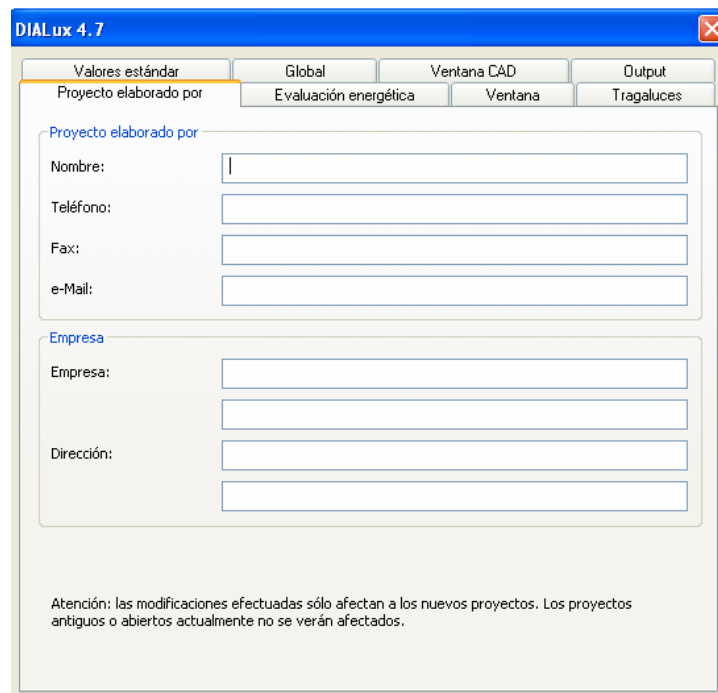 DIALux 4.7
Valores estándar Global Ventana CAD Output
Proyecto elaborado por Evaluación energética Ventana Tragaluces
Proyecto elaborado por
Nombre:
Teléfono:
Fax:
e-Mail:
Empresa
Empresa:
Dirección:
Atención: las modificaciones efectuadas sólo afectan a los nuevos proyectos. Los proyectos
antiguos o abiertos actualmente no se verán afectados.